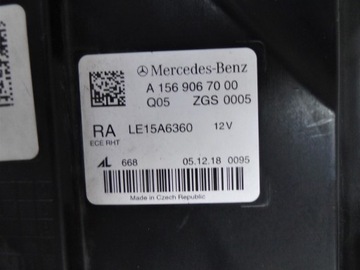 Mercedes-Benz
A 156 906 70 00
Q05 ZGS 0005
RA LE15A6360 12V
ECE RHT
AL 668 05.12.18 0095
Made in Czech Republic